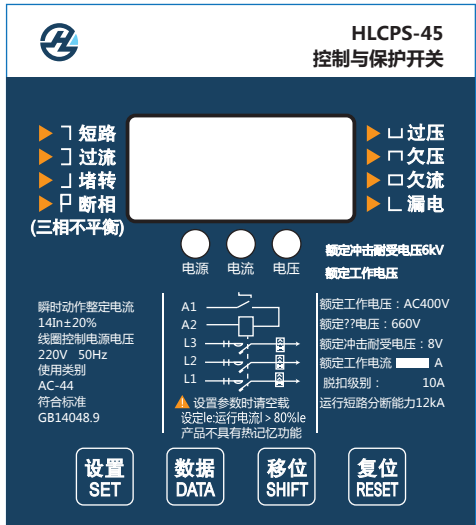 HLCPS-45
控制与保护开关
短路
过流
堵转
断相
(三相不平衡)
过压
欠压
欠流
漏电
电源
电流
电压
额定冲击耐受电压6kV
额定工作电压
瞬时动作整定电流
14In±20%
线圈控制电源电压
220V 50Hz
使用类别
AC-44
符合标准
GB14048.9
A1
A2
L3
L2
L1
设置参数时请空载
设定Ie:运行电流I>80%Ie
产品不具有热记忆功能
额定工作电压：AC400V
额定??电压：660V
额定冲击耐受电压：8V
额定工作电流 A
脱扣级别： 10A
运行短路分断能力12kA
设置
SET
数据
DATA
移位
SHIFT
复位
RESET